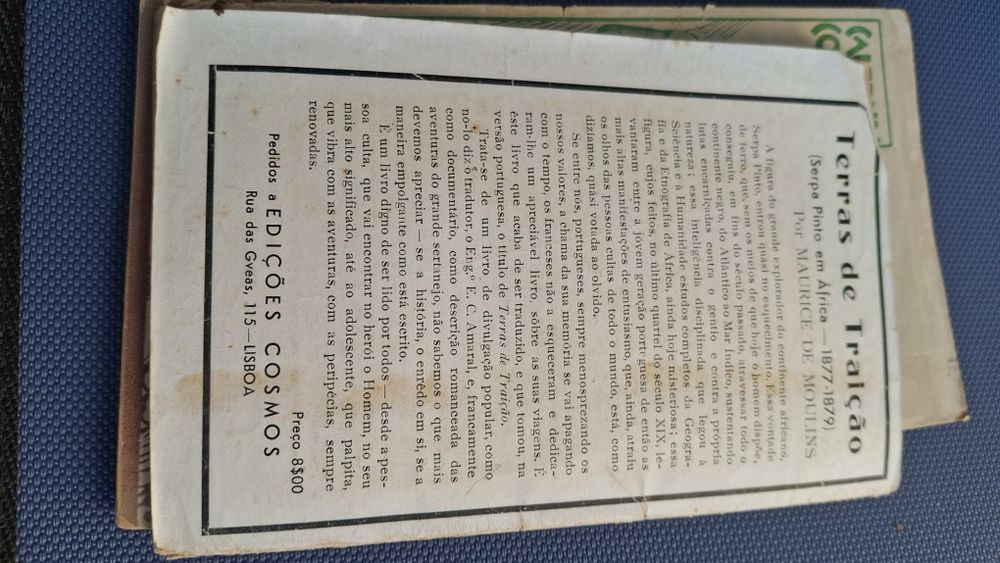 Terras de Traição
(Serpa Pinto em África — 1877-1879)
Por MAURICE DE MOULINS
A figura do grande explorador do continente africano,
Serpa Pinto, entrou quási no esquecimento. Essa vontade
de ferro, que, sem os meios de que hoje o homem dispõe,
conseguiu, em fins do século passado, atravessar todo o
continente negro, do Atlântico ao Mar Indico, sustentando
lutas encarniçadas contra o gentio e contra a própria
natureza; essa inteligência disciplinada que legou à
Sciência e à Humanidade estudos completos da Geogra-
fia e da Etnografia de África, ainda hoje misteriosa; essa
figura, cujos feitos, no último quartel do século XIX, le-
vantaram entre a jóvem geração portuguesa de então as
mais altas manifestações de entusiasmo, que, ainda, atraiu
os olhos das pessoas cultas de todo o mundo, está, como
diziamos, quási votada ao olvido.
Se entre nós, portugueses, sempre menosprezando os
nossos valores, a chama da sua memória se vai apagando
com o tempo, os franceses não a esqueceram e dedica-
ram-lhe um apreciável livro, sôbre as suas viagens. É
êste livro que acaba de ser traduzido, e que tomou, na
versão portuguesa, o título de Terras de Traição.
Trata-se de um livro de divulgação popular, como
no-lo diz o tradutor, o Eng.º E. C. Amaral, e, francamente
como documentário, como descrição romanceada das
aventuras do grande sertanejo, não sabemos o que mais
devemos apreciar — se a história, o enrêdo em si, se a
maneira empolgante como está escrito.
É um livro digno de ser lido por todos — desde a pes-
soa culta, que vai encontrar no herói o Homem, no seu
mais alto significado, até ao adolescente, que palpita,
que vibra com as aventuras, com as peripécias, sempre
renovadas.
Preço 8$00
Pedidos a EDIÇÕES COSMOS
Rua das Gveas, 115 — LISBOA